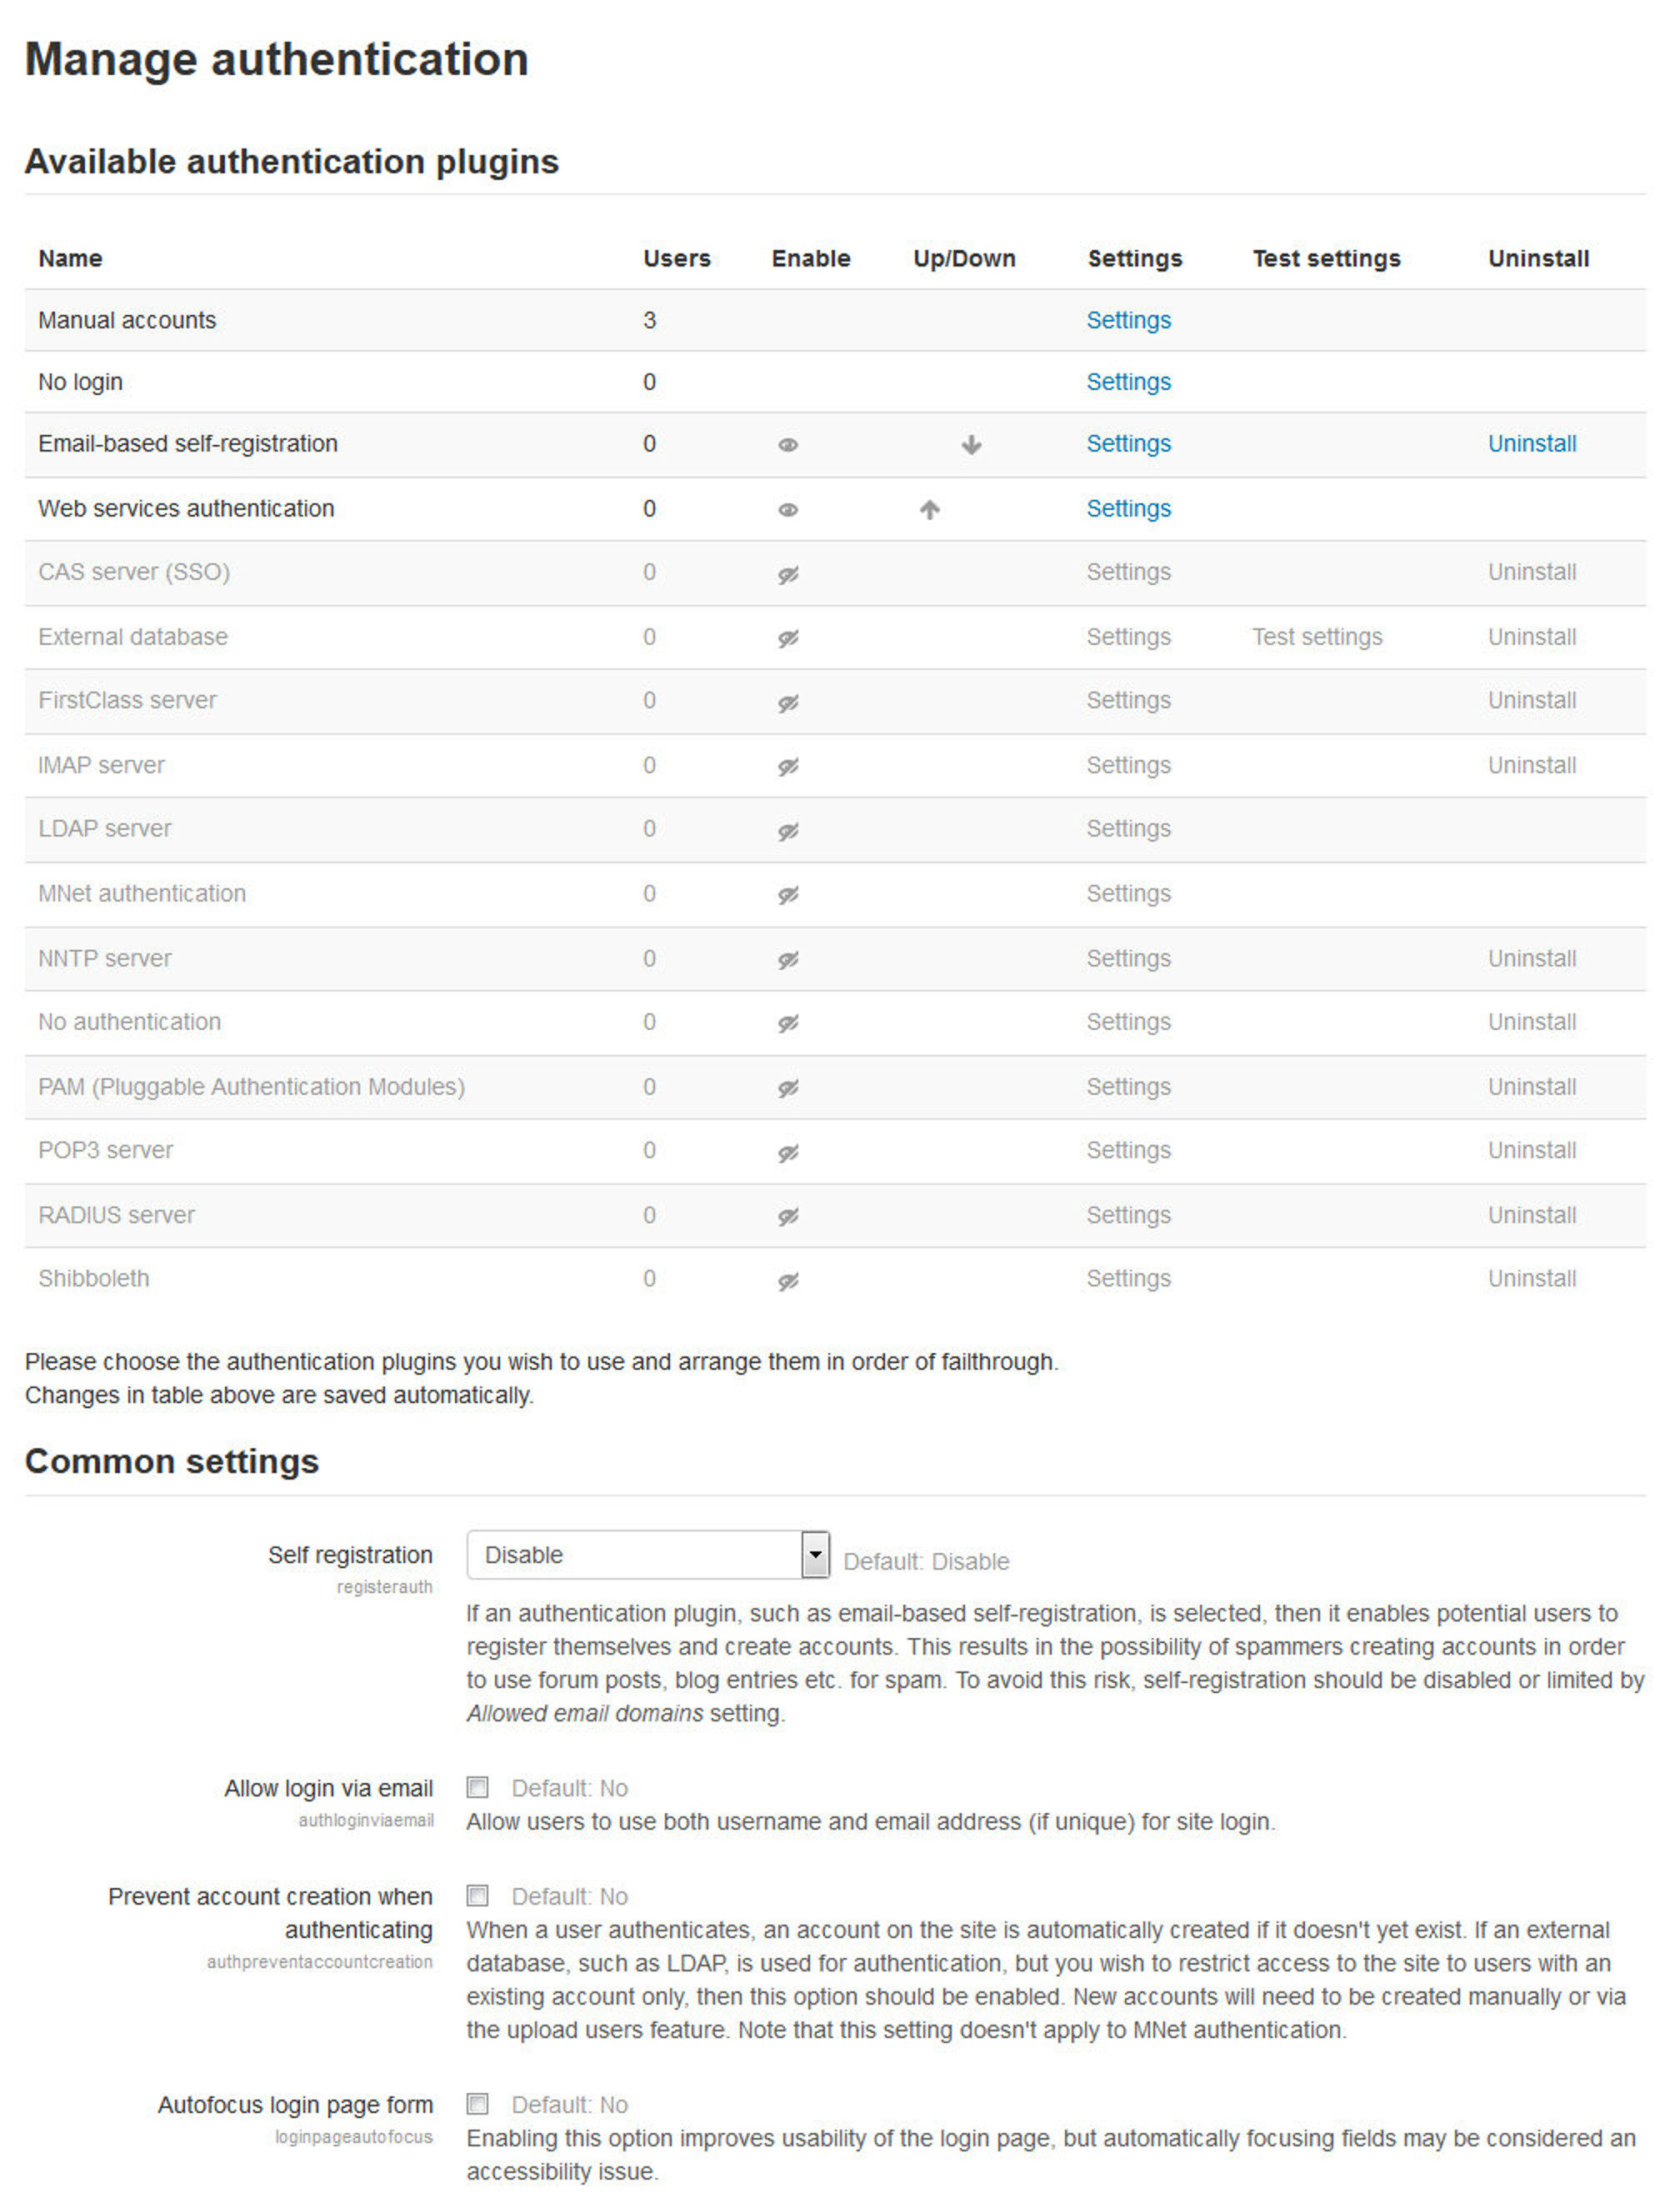 Manage authentication
Available authentication plugins
Name Users Enable Up/Down Settings Test settings Uninstall
Manual accounts 3 Settings
No login 0 Settings
Email-based self-registration 0 Settings Uninstall
Web services authentication 0 Settings
CAS server (SSO) 0 Settings Uninstall
External database 0 Settings Test settings Uninstall
FirstClass server 0 Settings Uninstall
IMAP server 0 Settings Uninstall
LDAP server 0 Settings
MNet authentication 0 Settings
NNTP server 0 Settings Uninstall
No authentication 0 Settings Uninstall
PAM (Pluggable Authentication Modules) 0 Settings Uninstall
POP3 server 0 Settings Uninstall
RADIUS server 0 Settings Uninstall
Shibboleth 0 Settings Uninstall
Please choose the authentication plugins you wish to use and arrange them in order of failthrough.
Changes in table above are saved automatically.
Common settings
Self registration Disable Default: Disable
registerauth
If an authentication plugin, such as email-based self-registration, is selected, then it enables potential users to
register themselves and create accounts. This results in the possibility of spammers creating accounts in order
to use forum posts, blog entries etc. for spam. To avoid this risk, self-registration should be disabled or limited by
Allowed email domains setting.
Allow login via email Default: No
authloginviaemail Allow users to use both username and email address (if unique) for site login.
Prevent account creation when Default: No
authenticating When a user authenticates, an account on the site is automatically created if it doesn't yet exist. If an external
authpreventaccountcreation database, such as LDAP, is used for authentication, but you wish to restrict access to the site to users with an
existing account only, then this option should be enabled. New accounts will need to be created manually or via
the upload users feature. Note that this setting doesn't apply to MNet authentication.
Autofocus login page form Default: No
loginpageautofocus Enabling this option improves usability of the login page, but automatically focusing fields may be considered an
accessibility issue.